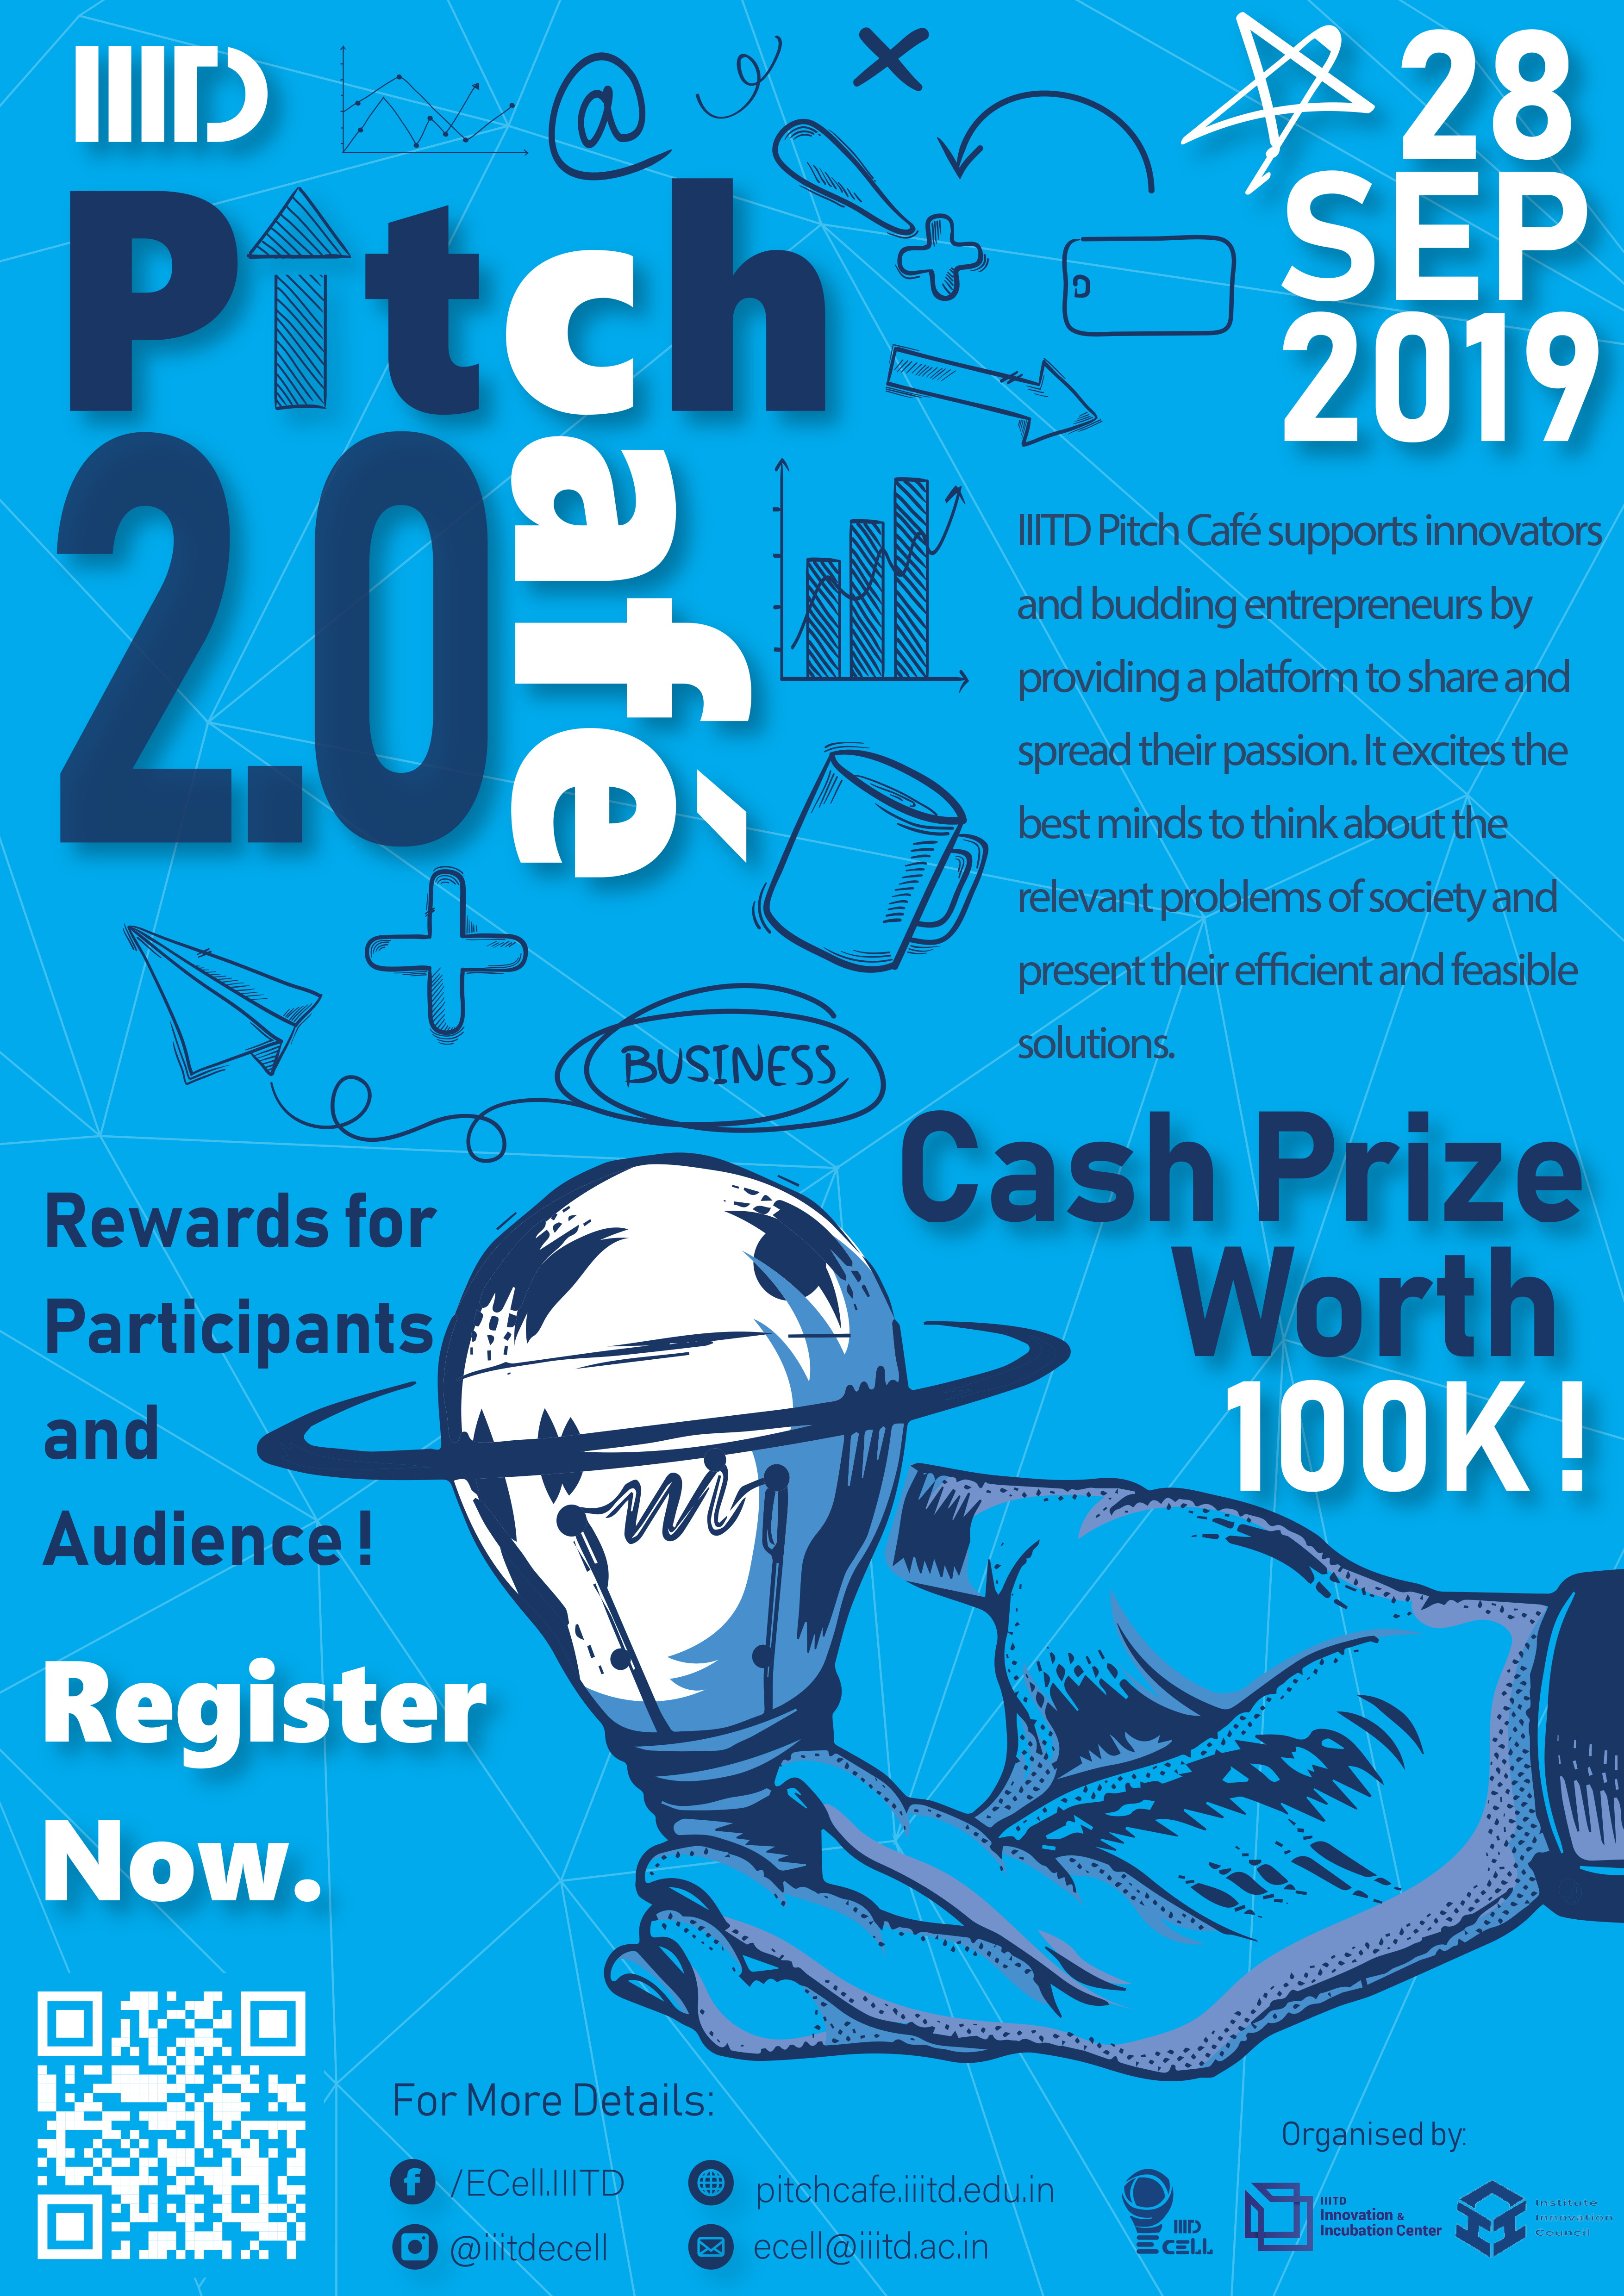 IIITD
28
SEP
2019
Pitch
café
2.0
IIITD Pitch Café supports innovators
and budding entrepreneurs by
providing a platform to share and
spread their passion. It excites the
best minds to think about the
relevant problems of society and
present their efficient and feasible
solutions.
BUSINESS
Cash Prize
Worth
100K !
Rewards for
Participants
and
Audience !
Register
Now.
For More Details:
/ECell.IIITD
pitchcafe.iiitd.edu.in
@iiitdecell
ecell@iiitd.ac.in
Organised by:
IIITD
CELL
IIITD
Innovation &
Incubation Center
Institute
Innovation
Council